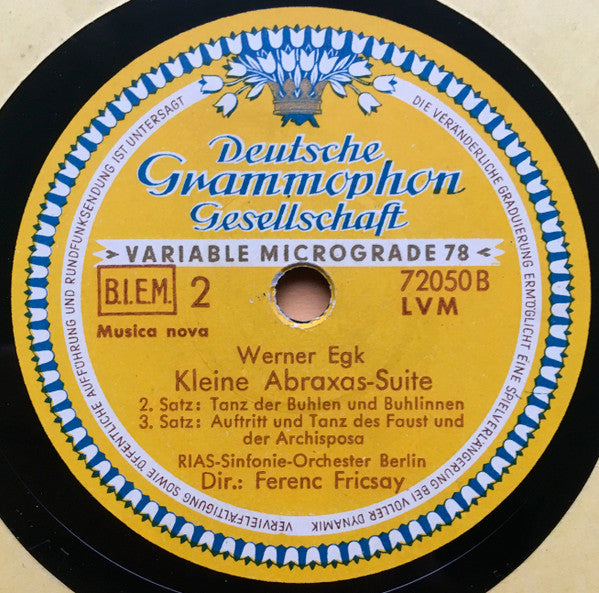 Deutsche
Grammophon
Gesellschaft
VARIABLE MICROGRADE 78
B.I.E.M. 2
72050 B
LVM
Musica nova
Werner Egk
Kleine Abraxas-Suite
2. Satz: Tanz der Buhlen und Buhlinnen
3. Satz: Auftritt und Tanz des Faust und
der Archisposa
RIAS-Sinfonie-Orchester Berlin
Dir.: Ferenc Fricsay
VERVIELFÄLTIGUNG SOWIE ÖFFENTLICHE AUFFÜHRUNG UND RUNDFUNKSENDUNG IST UNTERSAGT
DIE VERÄNDERLICHE GRADUIERUNG ERMÖGLICHT EINE SPIELVERLÄNGERUNG BEI VOLLER DYNAMIK